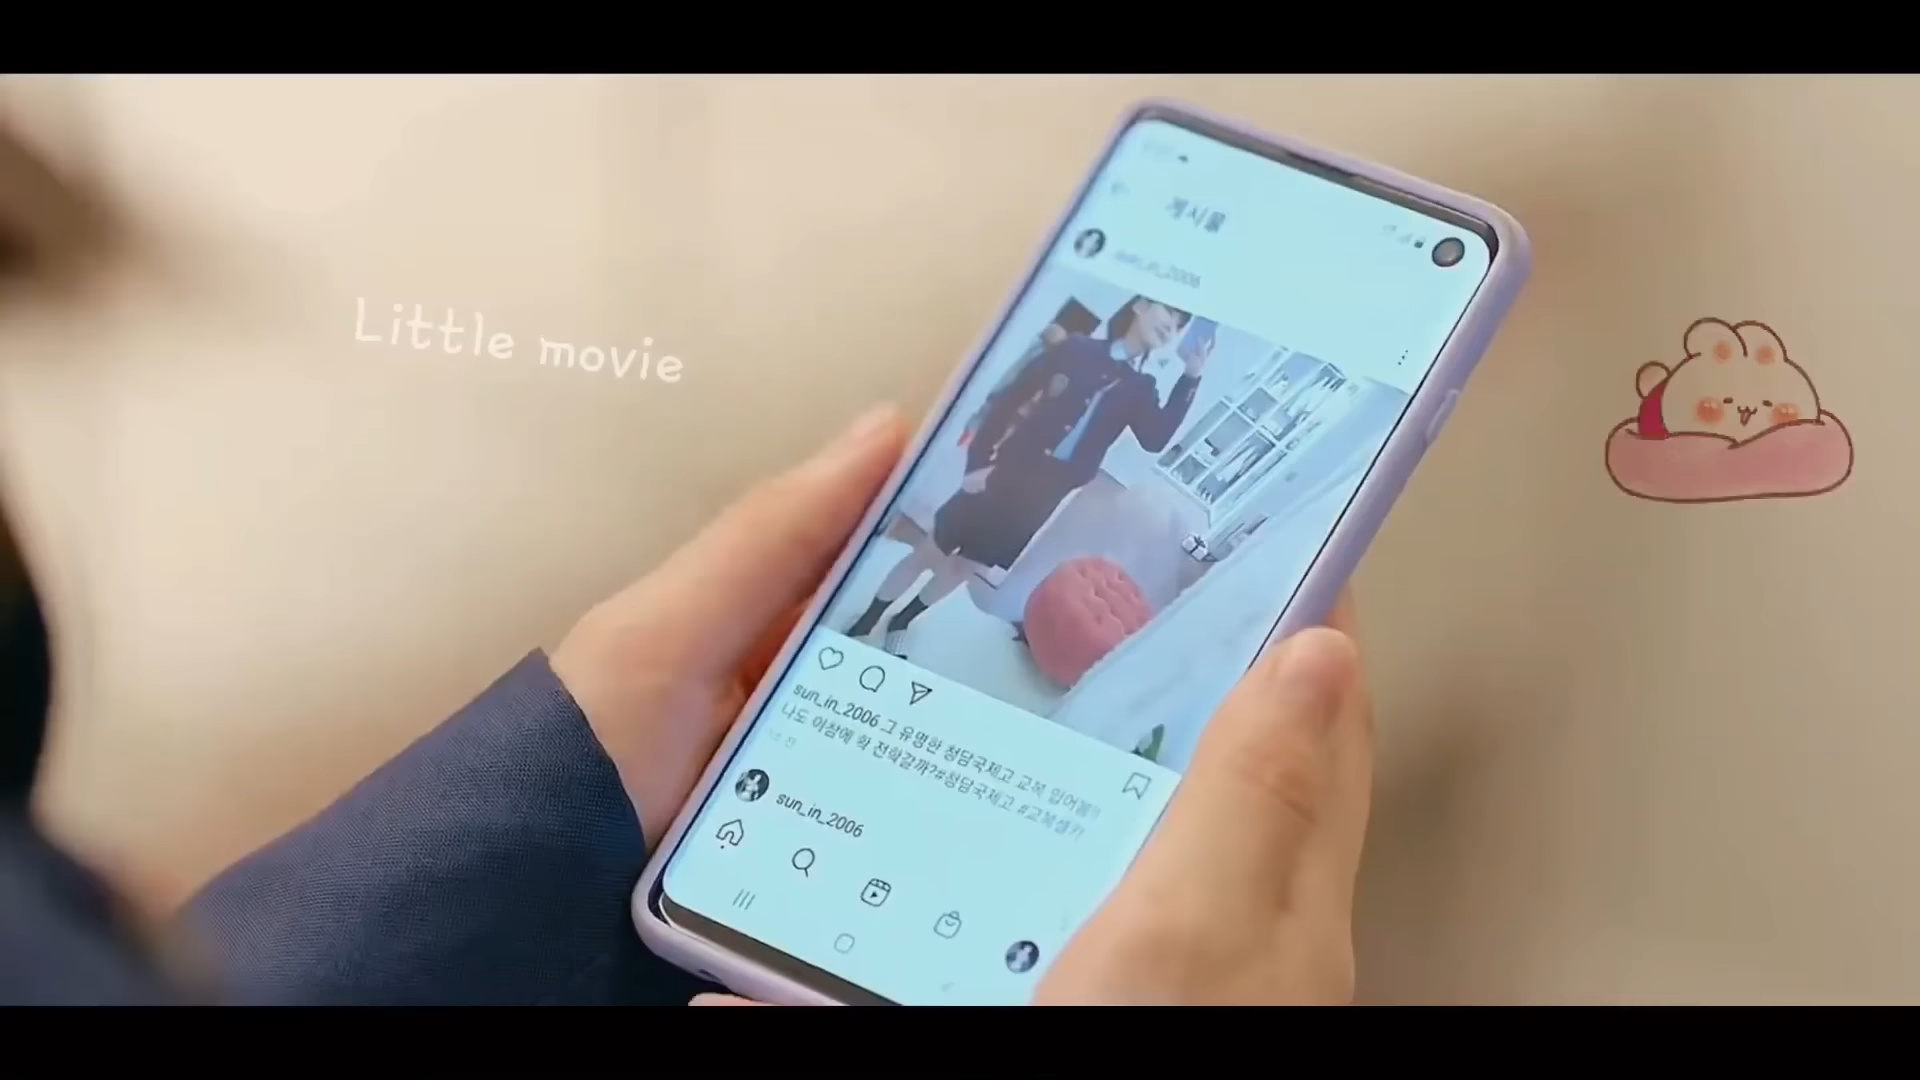 Little movie
게시물
sun_in_2006 그 유명한 청담국제고 교복 입어봄!!
나도 이참에 확 전학갈까?#청담국제고 #교복셀카
sun_in_2006